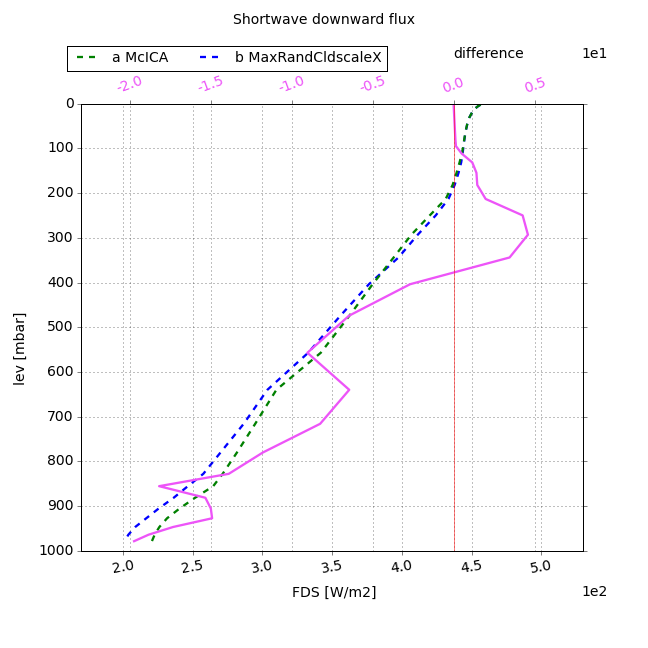 Shortwave downward flux
a McICA b MaxRandCldscaleX
difference 1e1
-2.0 -1.5 -1.0 -0.5 0.0 0.5
0
100
200
300
400
500
600
700
800
900
1000
lev [mbar]
2.0 2.5 3.0 3.5 4.0 4.5 5.0
FDS [W/m2] 1e2